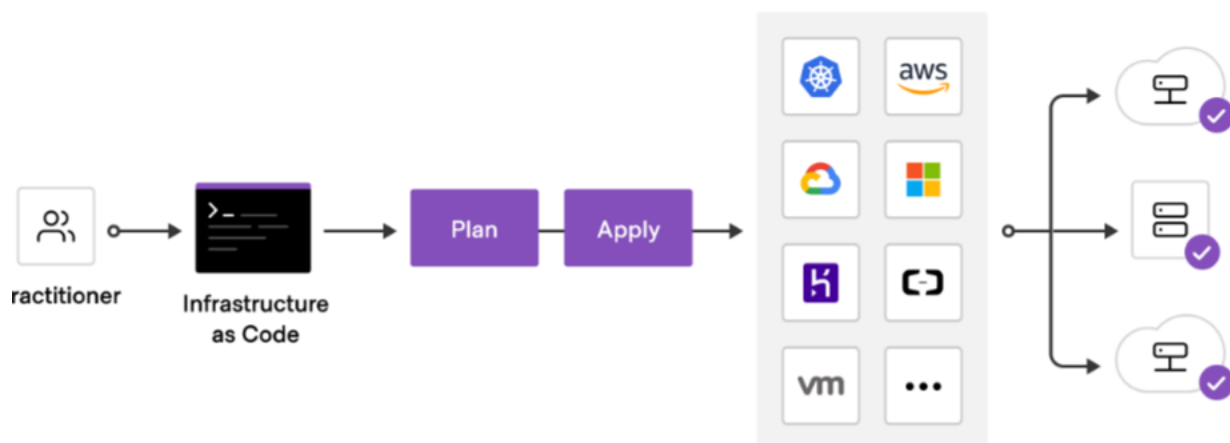 ractitioner
Infrastructure
as Code
Plan
Apply
aws
vm